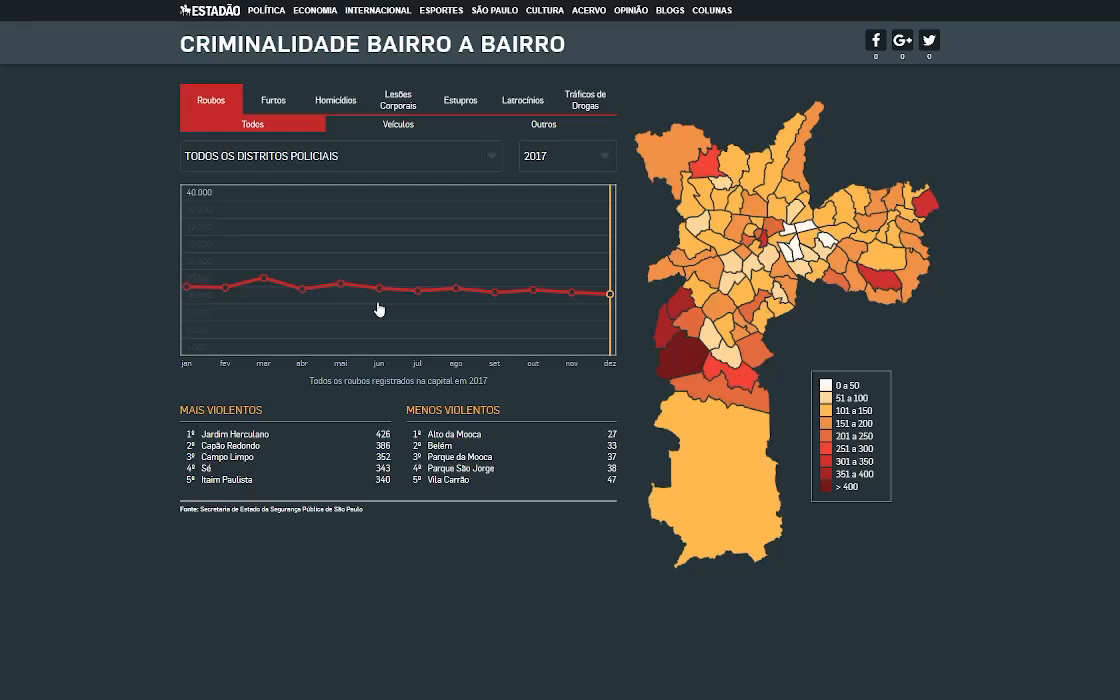 ESTADÃO POLÍTICA ECONOMIA INTERNACIONAL ESPORTES SÃO PAULO CULTURA ACERVO OPINIÃO BLOGS COLUNAS
CRIMINALIDADE BAIRRO A BAIRRO
f G+
0 0 0
Roubos Furtos Homicídios Lesões Corporais Estupros Latrocínios Tráficos de Drogas
Todos Veículos Outros
TODOS OS DISTRITOS POLICIAIS 2017
40.000
jan fev mar abr mai jun jul ago set out nov dez
Todos os roubos registrados na capital em 2017
MAIS VIOLENTOS
1º Jardim Herculano 426
2º Capão Redondo 386
3º Campo Limpo 352
4º Sé 343
5º Itaim Paulista 340
MENOS VIOLENTOS
1º Alto da Mooca 27
2º Belém 33
3º Parque da Mooca 37
4º Parque São Jorge 38
5º Vila Carrão 47
Fonte: Secretaria de Estado da Segurança Pública de São Paulo
0 a 50
51 a 100
101 a 150
151 a 200
201 a 250
251 a 300
301 a 350
351 a 400
> 400